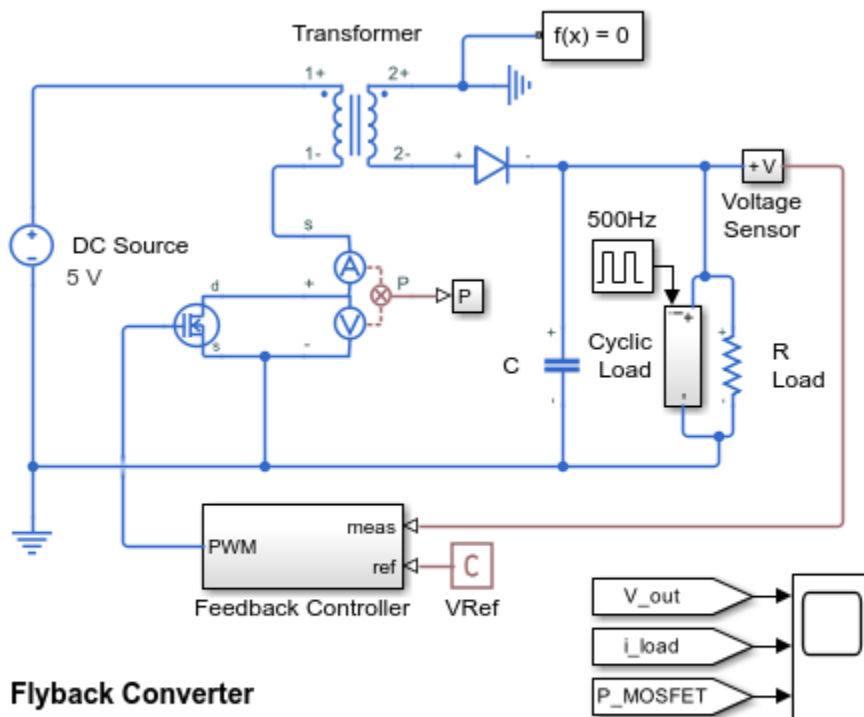 Transformer
f(x) = 0
1+
2+
1-
2-
+
-
+V
Voltage
Sensor
500Hz
s
DC Source
5 V
A
P
P
d
+
V
s
-
+
C
-
Cyclic
Load
-
+
-
+
R
Load
-
meas
PWM
ref
C
Feedback Controller
VRef
V_out
i_load
P_MOSFET
Flyback Converter